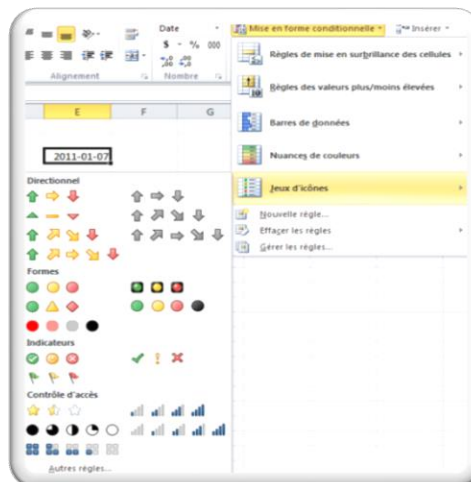 Date
Mise en forme conditionnelle
Insérer
$ - % 000
Alignement
Nombre
E F G
2011-01-07
Règles de mise en surbrillance des cellules
Règles des valeurs plus/moins élevées
Barres de données
Nuances de couleurs
Jeux d'icônes
Nouvelle règle...
Effacer les règles
Gérer les règles...
Directionnel
Formes
Indicateurs
Contrôle d'accès
Autres règles...